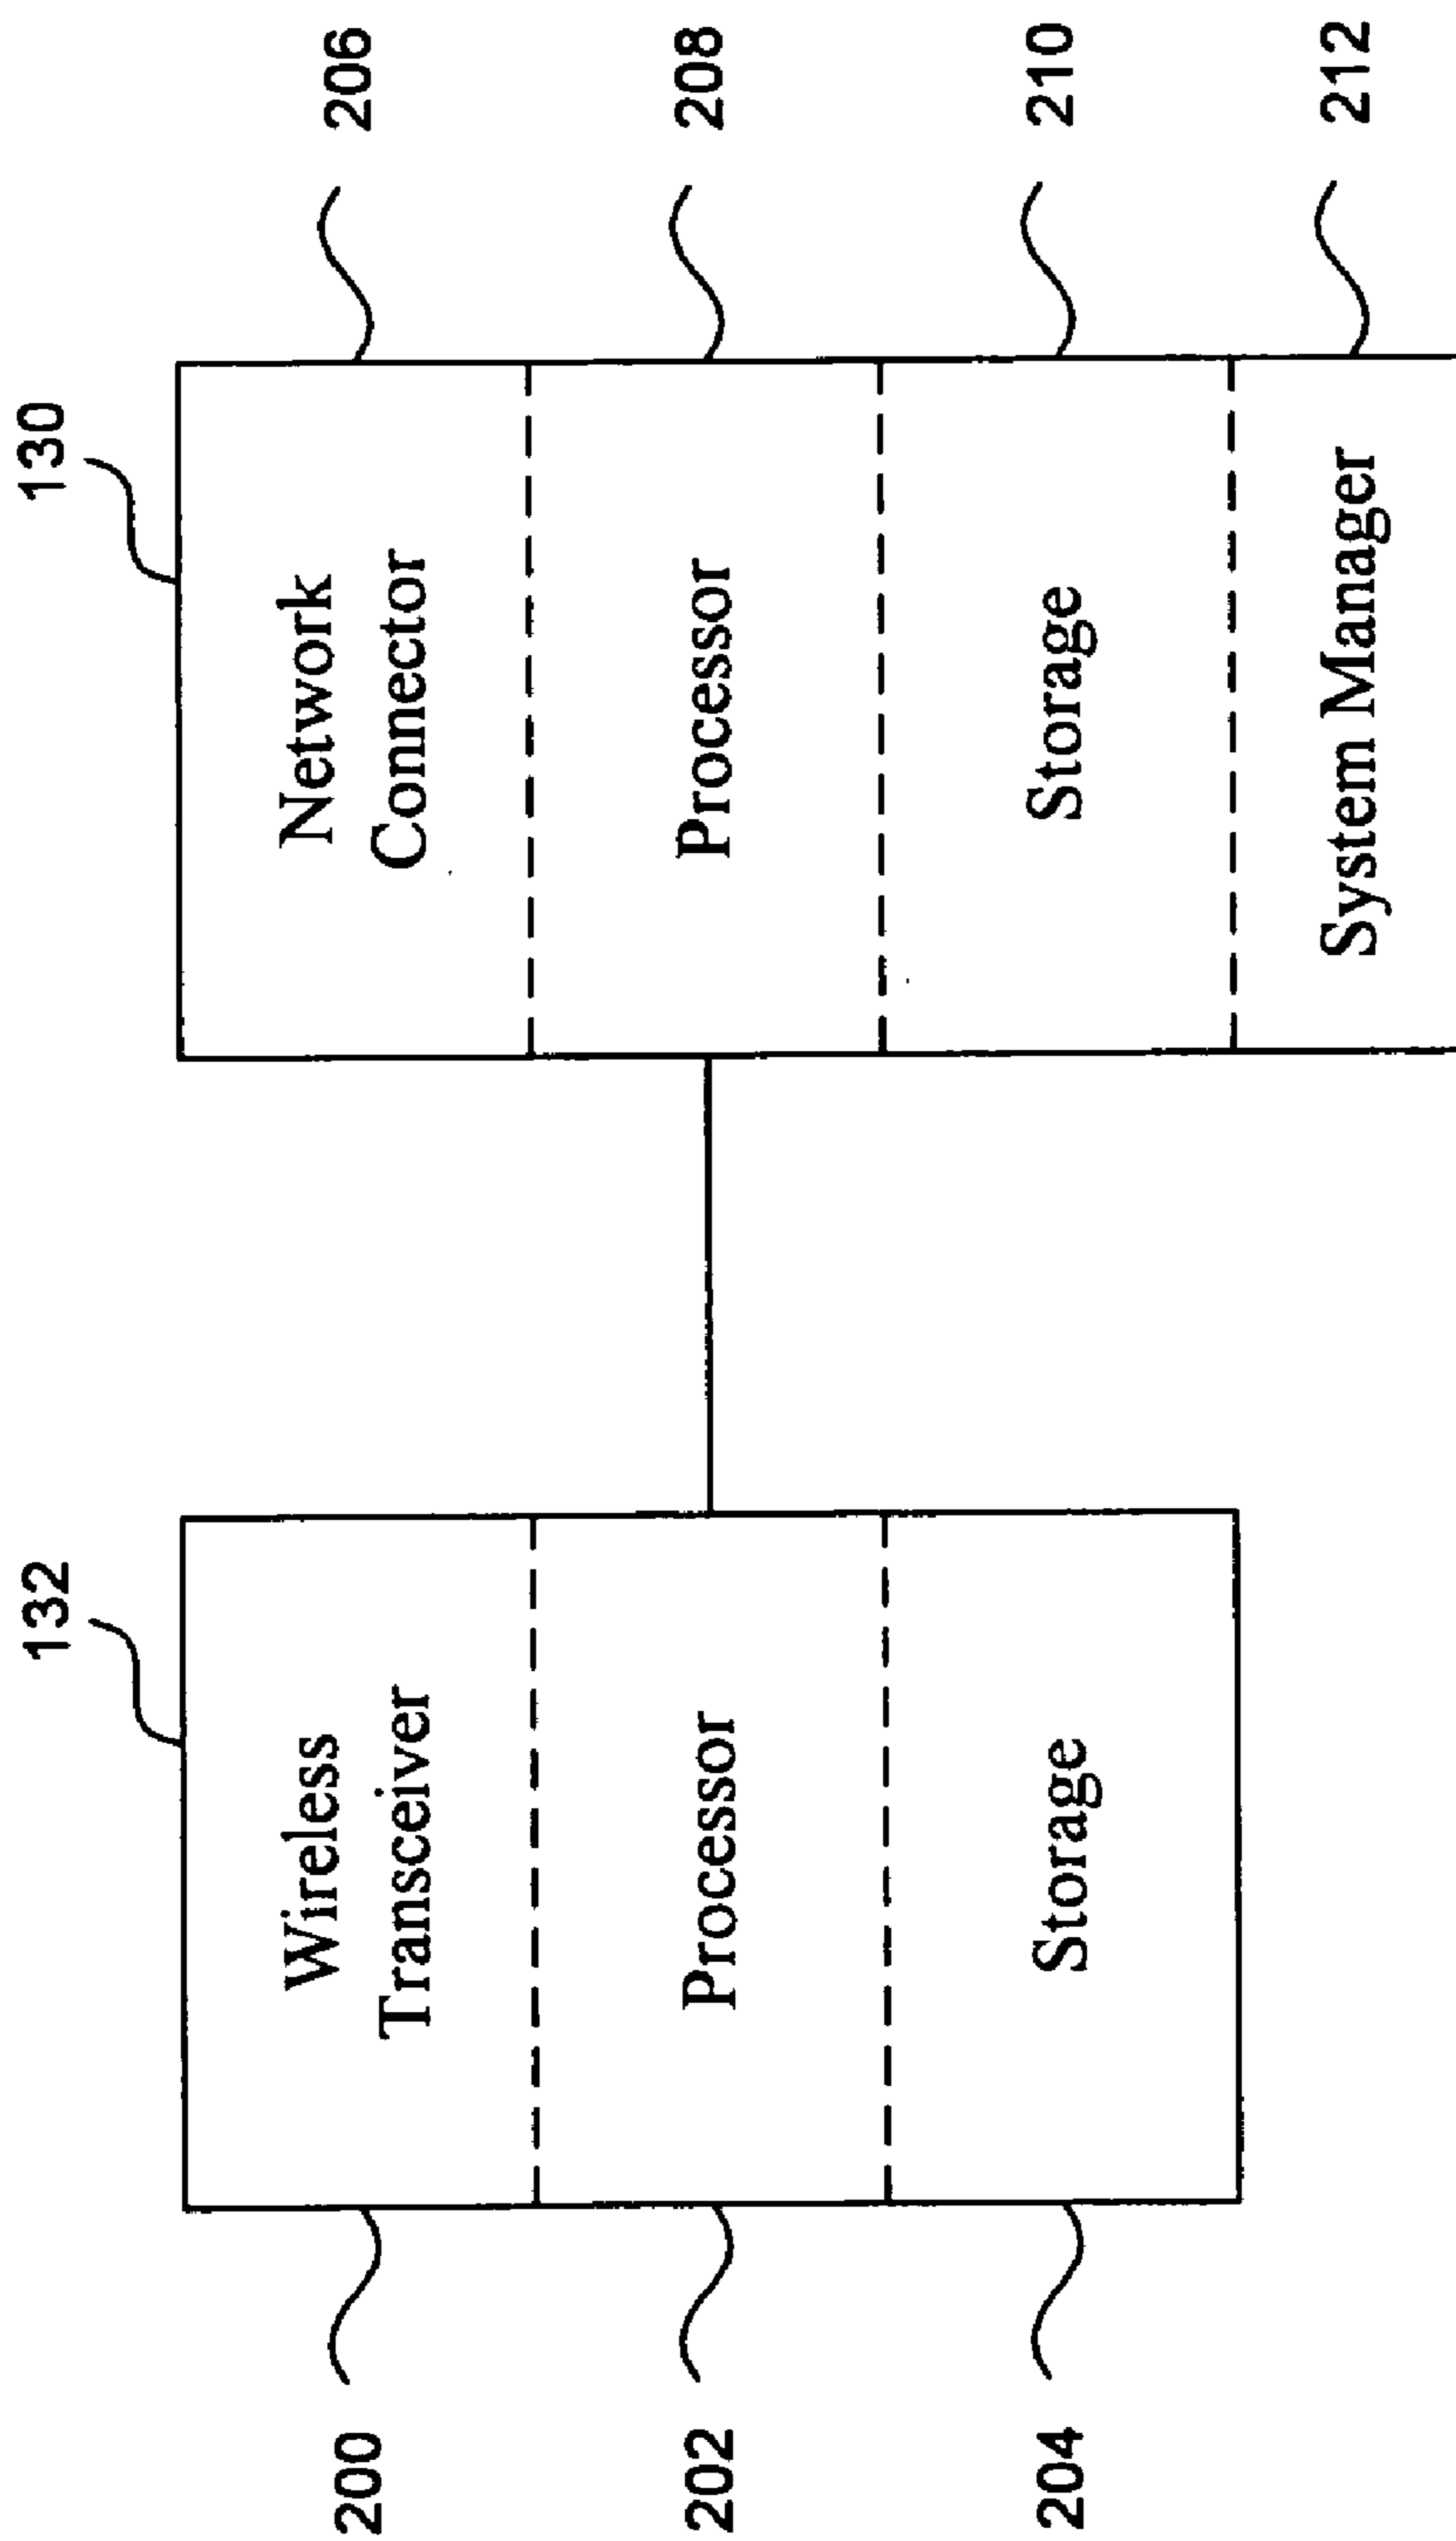 132
130
200
Wireless
Transceiver
Network
Connector
206
202
Processor
Processor
208
204
Storage
Storage
210
System Manager
212